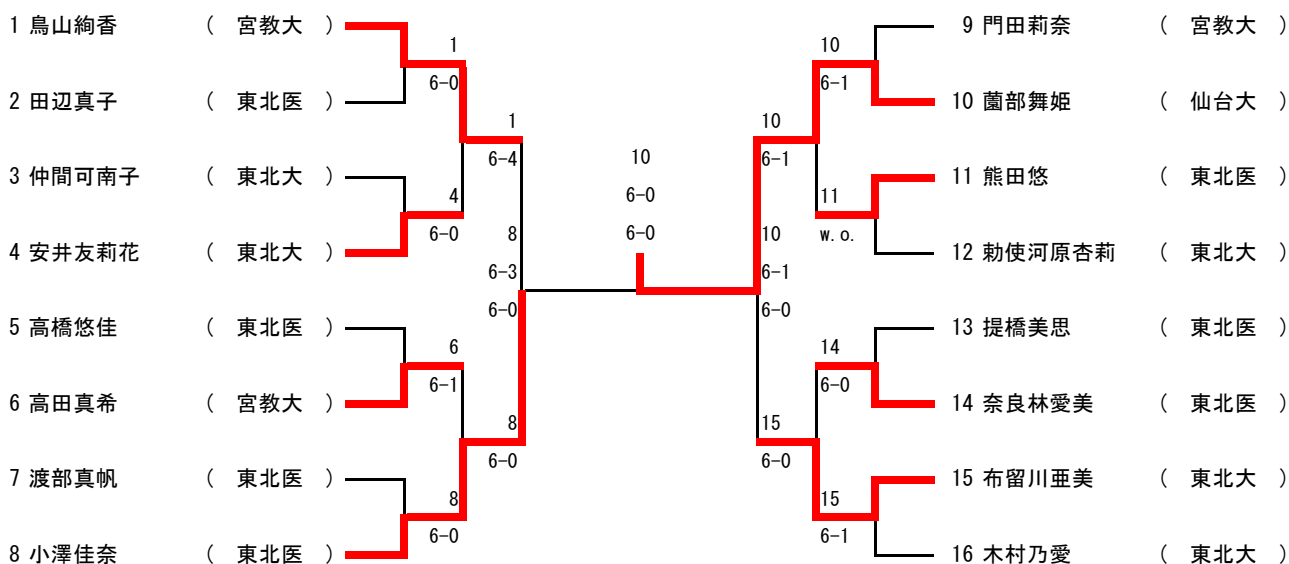 1 鳥山絢香 ( 宮教大 )
2 田辺真子 ( 東北医 )
3 仲間可南子 ( 東北大 )
4 安井友莉花 ( 東北大 )
5 高橋悠佳 ( 東北医 )
6 高田真希 ( 宮教大 )
7 渡部真帆 ( 東北医 )
8 小澤佳奈 ( 東北医 )
1
6-0
4
6-0
6
6-1
8
6-0
1
6-4
8
6-0
8
6-3
6-0
10
6-0
6-0
10
6-1
6-0
10
6-1
15
6-0
10
6-1
11
w.o.
14
6-0
15
6-1
9 門田莉奈 ( 宮教大 )
10 薗部舞姫 ( 仙台大 )
11 熊田悠 ( 東北医 )
12 勅使河原杏莉 ( 東北大 )
13 提橋美思 ( 東北医 )
14 奈良林愛美 ( 東北医 )
15 布留川亜美 ( 東北大 )
16 木村乃愛 ( 東北大 )